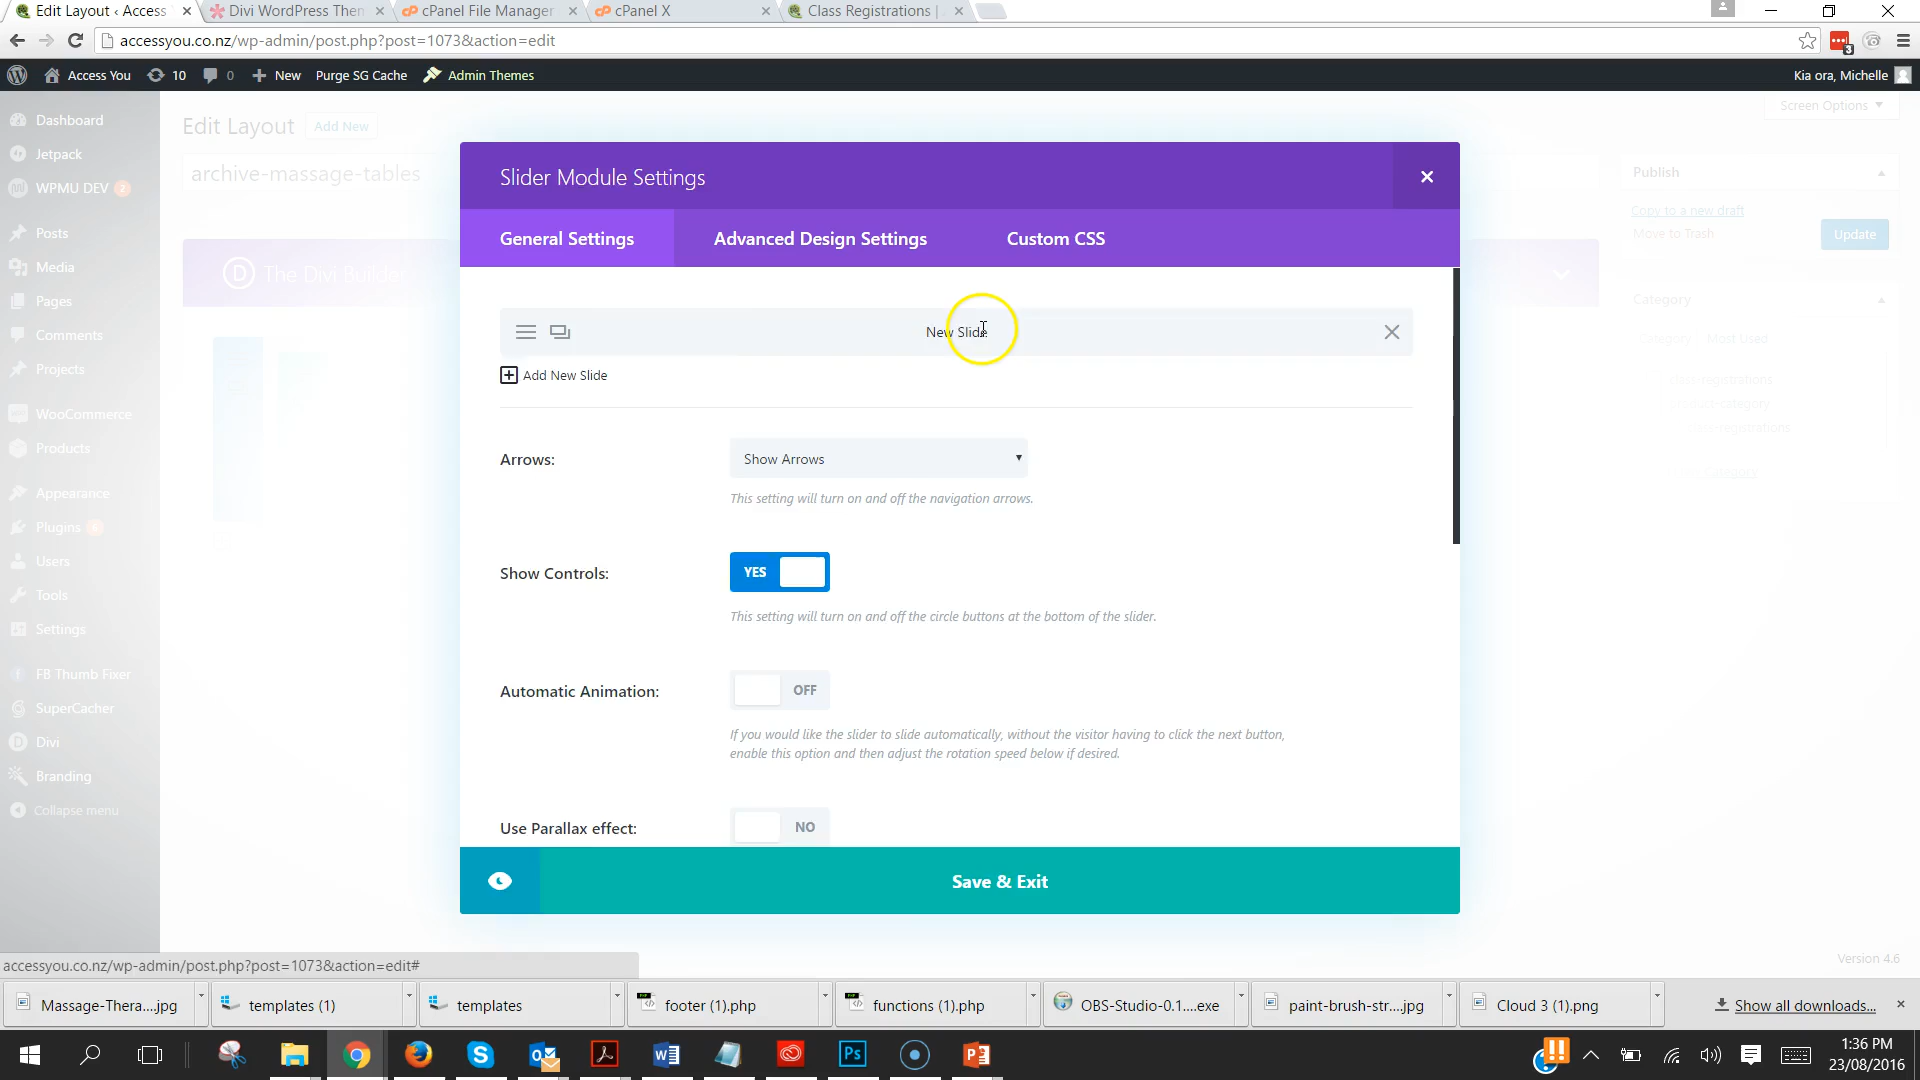 Edit Layout ‹ Access
Divi WordPress Then
cPanel File Manager
cPanel X
Class Registrations |
accessyou.co.nz/wp-admin/post.php?post=1073&action=edit
3
Access You
10
0
New
Purge SG Cache
Admin Themes
Kia ora, Michelle
Screen Options
Dashboard
Jetpack
WPMU DEV 2
Posts
Media
Pages
Comments
Projects
WooCommerce
Products
Appearance
Plugins
Users
Tools
Settings
FB Thumb Fixer
SuperCacher
Divi
Branding
Collapse menu
Edit Layout
Add New
archive-massage-tables
D The Divi Builder
Publish
Copy to a new draft
Move to Trash
Update
Category
Most Used
Slider Module Settings
General Settings
Advanced Design Settings
Custom CSS
New Slide
Add New Slide
Arrows:
Show Arrows
This setting will turn on and off the navigation arrows.
Show Controls:
YES
This setting will turn on and off the circle buttons at the bottom of the slider.
Automatic Animation:
OFF
If you would like the slider to slide automatically, without the visitor having to click the next button,
enable this option and then adjust the rotation speed below if desired.
Use Parallax effect:
NO
Save & Exit
Version 4.6
accessyou.co.nz/wp-admin/post.php?post=1073&action=edit#
Massage-Thera....jpg
templates (1)
templates
footer (1).php
functions (1).php
OBS-Studio-0.1....exe
paint-brush-str....jpg
Cloud 3 (1).png
Show all downloads...
1:36 PM
23/08/2016